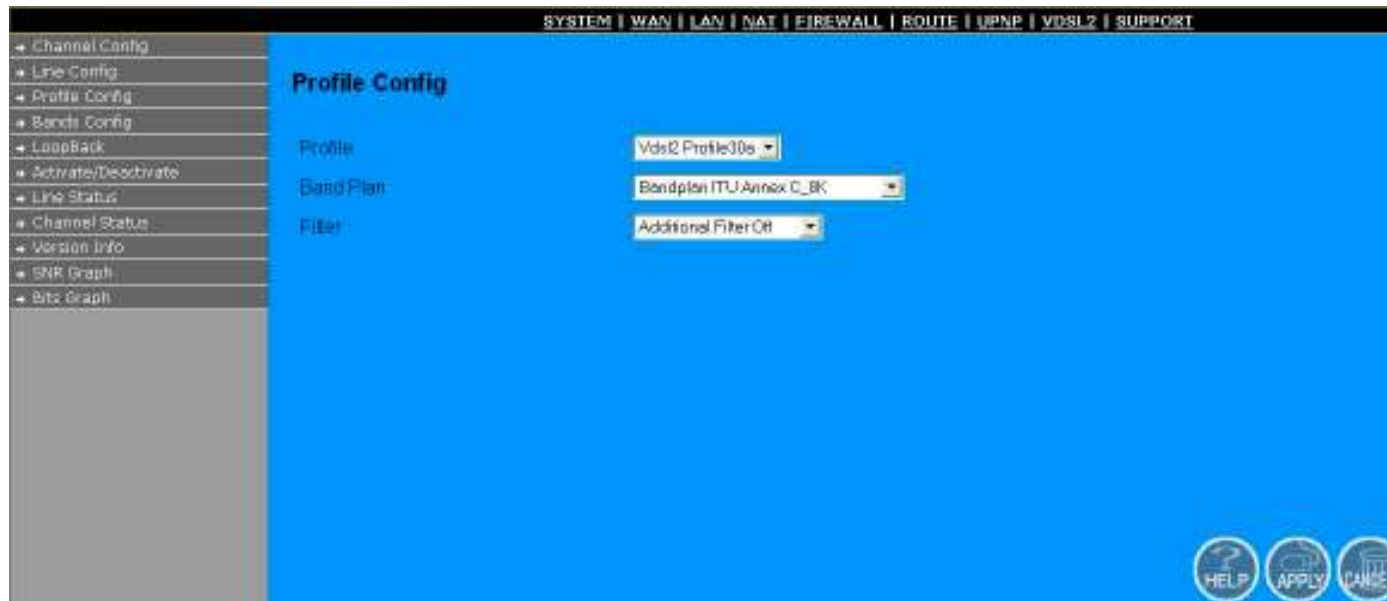 SYSTEM | WAN | LAN | NAT | FIREWALL | ROUTE | UPNP | VDSL2 | SUPPORT
Channel Config
Line Config
Profile Config
Bands Config
LoopBack
Activate/Deactivate
Line Status
Channel Status
Version Info
SNR Graph
Bits Graph
Profile Config
Profile
Vdsl2 Profile30a
Band Plan
Bandplan ITU Annex C_8K
Filter
Additional Filter Off
HELP
APPLY
CANCE